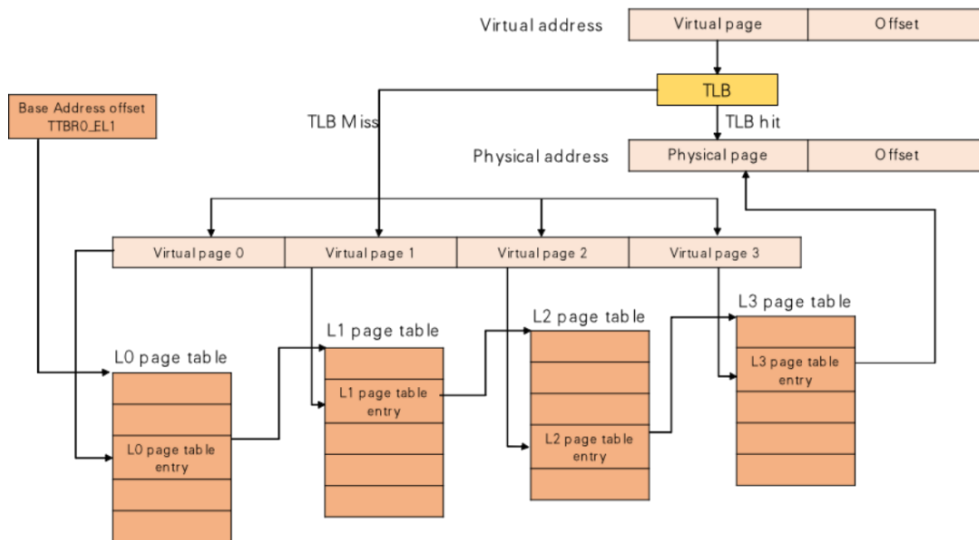 Virtual address
Virtual page
Offset
TLB
Base Address offset
TTBR0_EL1
TLB Miss
TLB hit
Physical address
Physical page
Offset
Virtual page 0
Virtual page 1
Virtual page 2
Virtual page 3
L0 page table
L1 page table
L2 page table
L3 page table
L0 page table
entry
L1 page table
entry
L2 page table
entry
L3 page table
entry